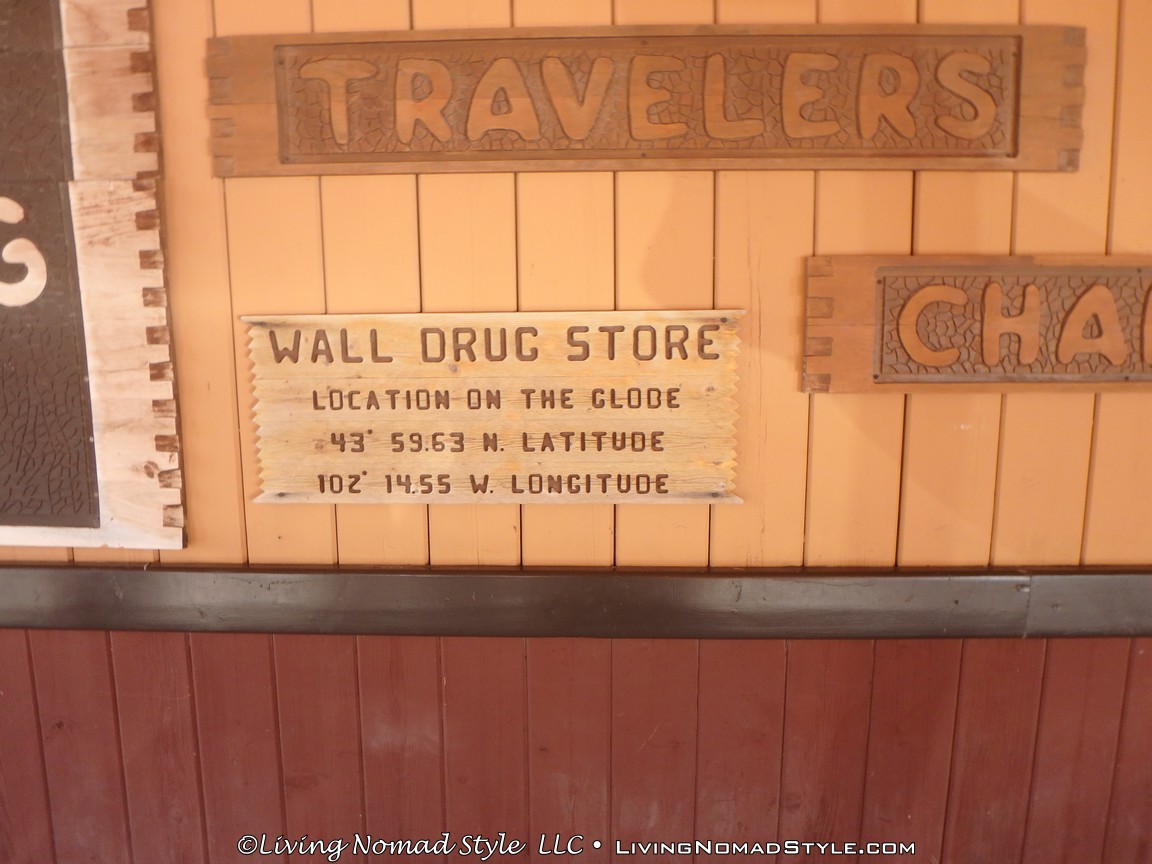 TRAVELERS
G
CHA
WALL DRUG STORE
LOCATION ON THE GLOBE
43° 59.63 N. LATITUDE
102° 14.55 W. LONGITUDE
©Living Nomad Style LLC • LivingNomadStyle.com